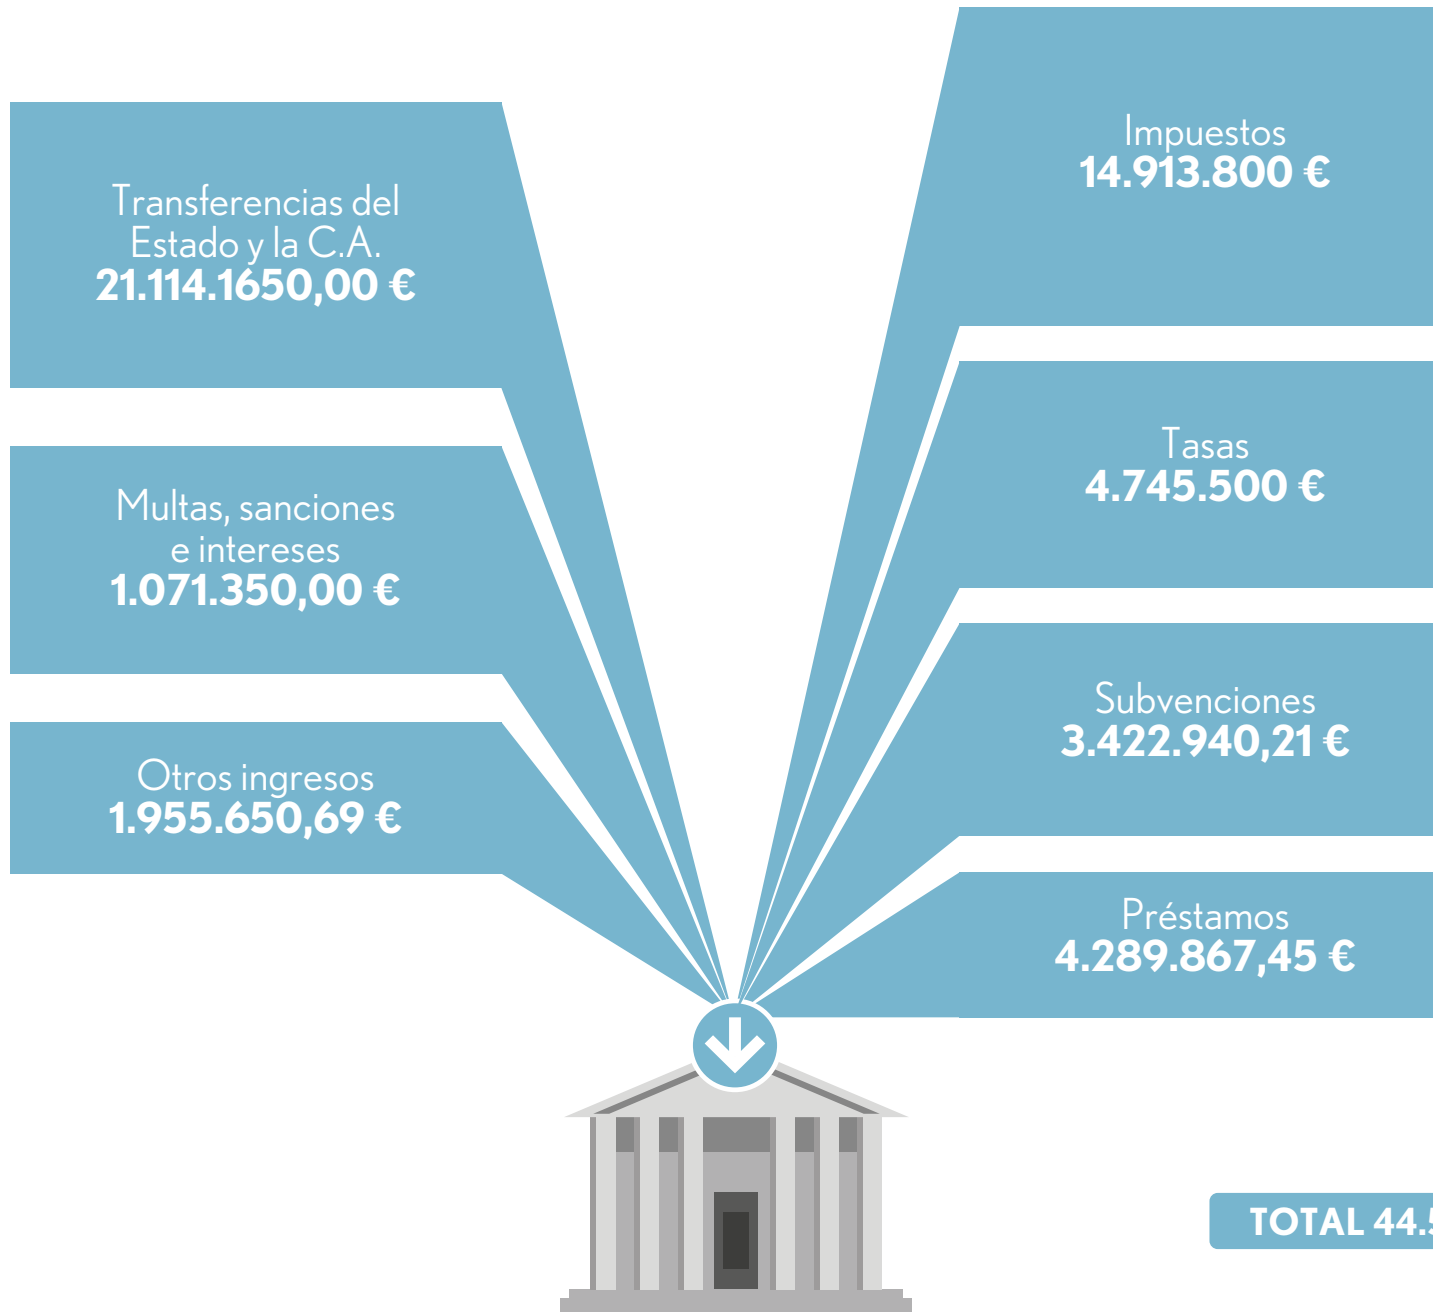 Transferencias del
Estado y la C.A.
21.114.1650,00 €
Multas, sanciones
e intereses
1.071.350,00 €
Otros ingresos
1.955.650,69 €
Impuestos
14.913.800 €
Tasas
4.745.500 €
Subvenciones
3.422.940,21 €
Préstamos
4.289.867,45 €
TOTAL 44.5